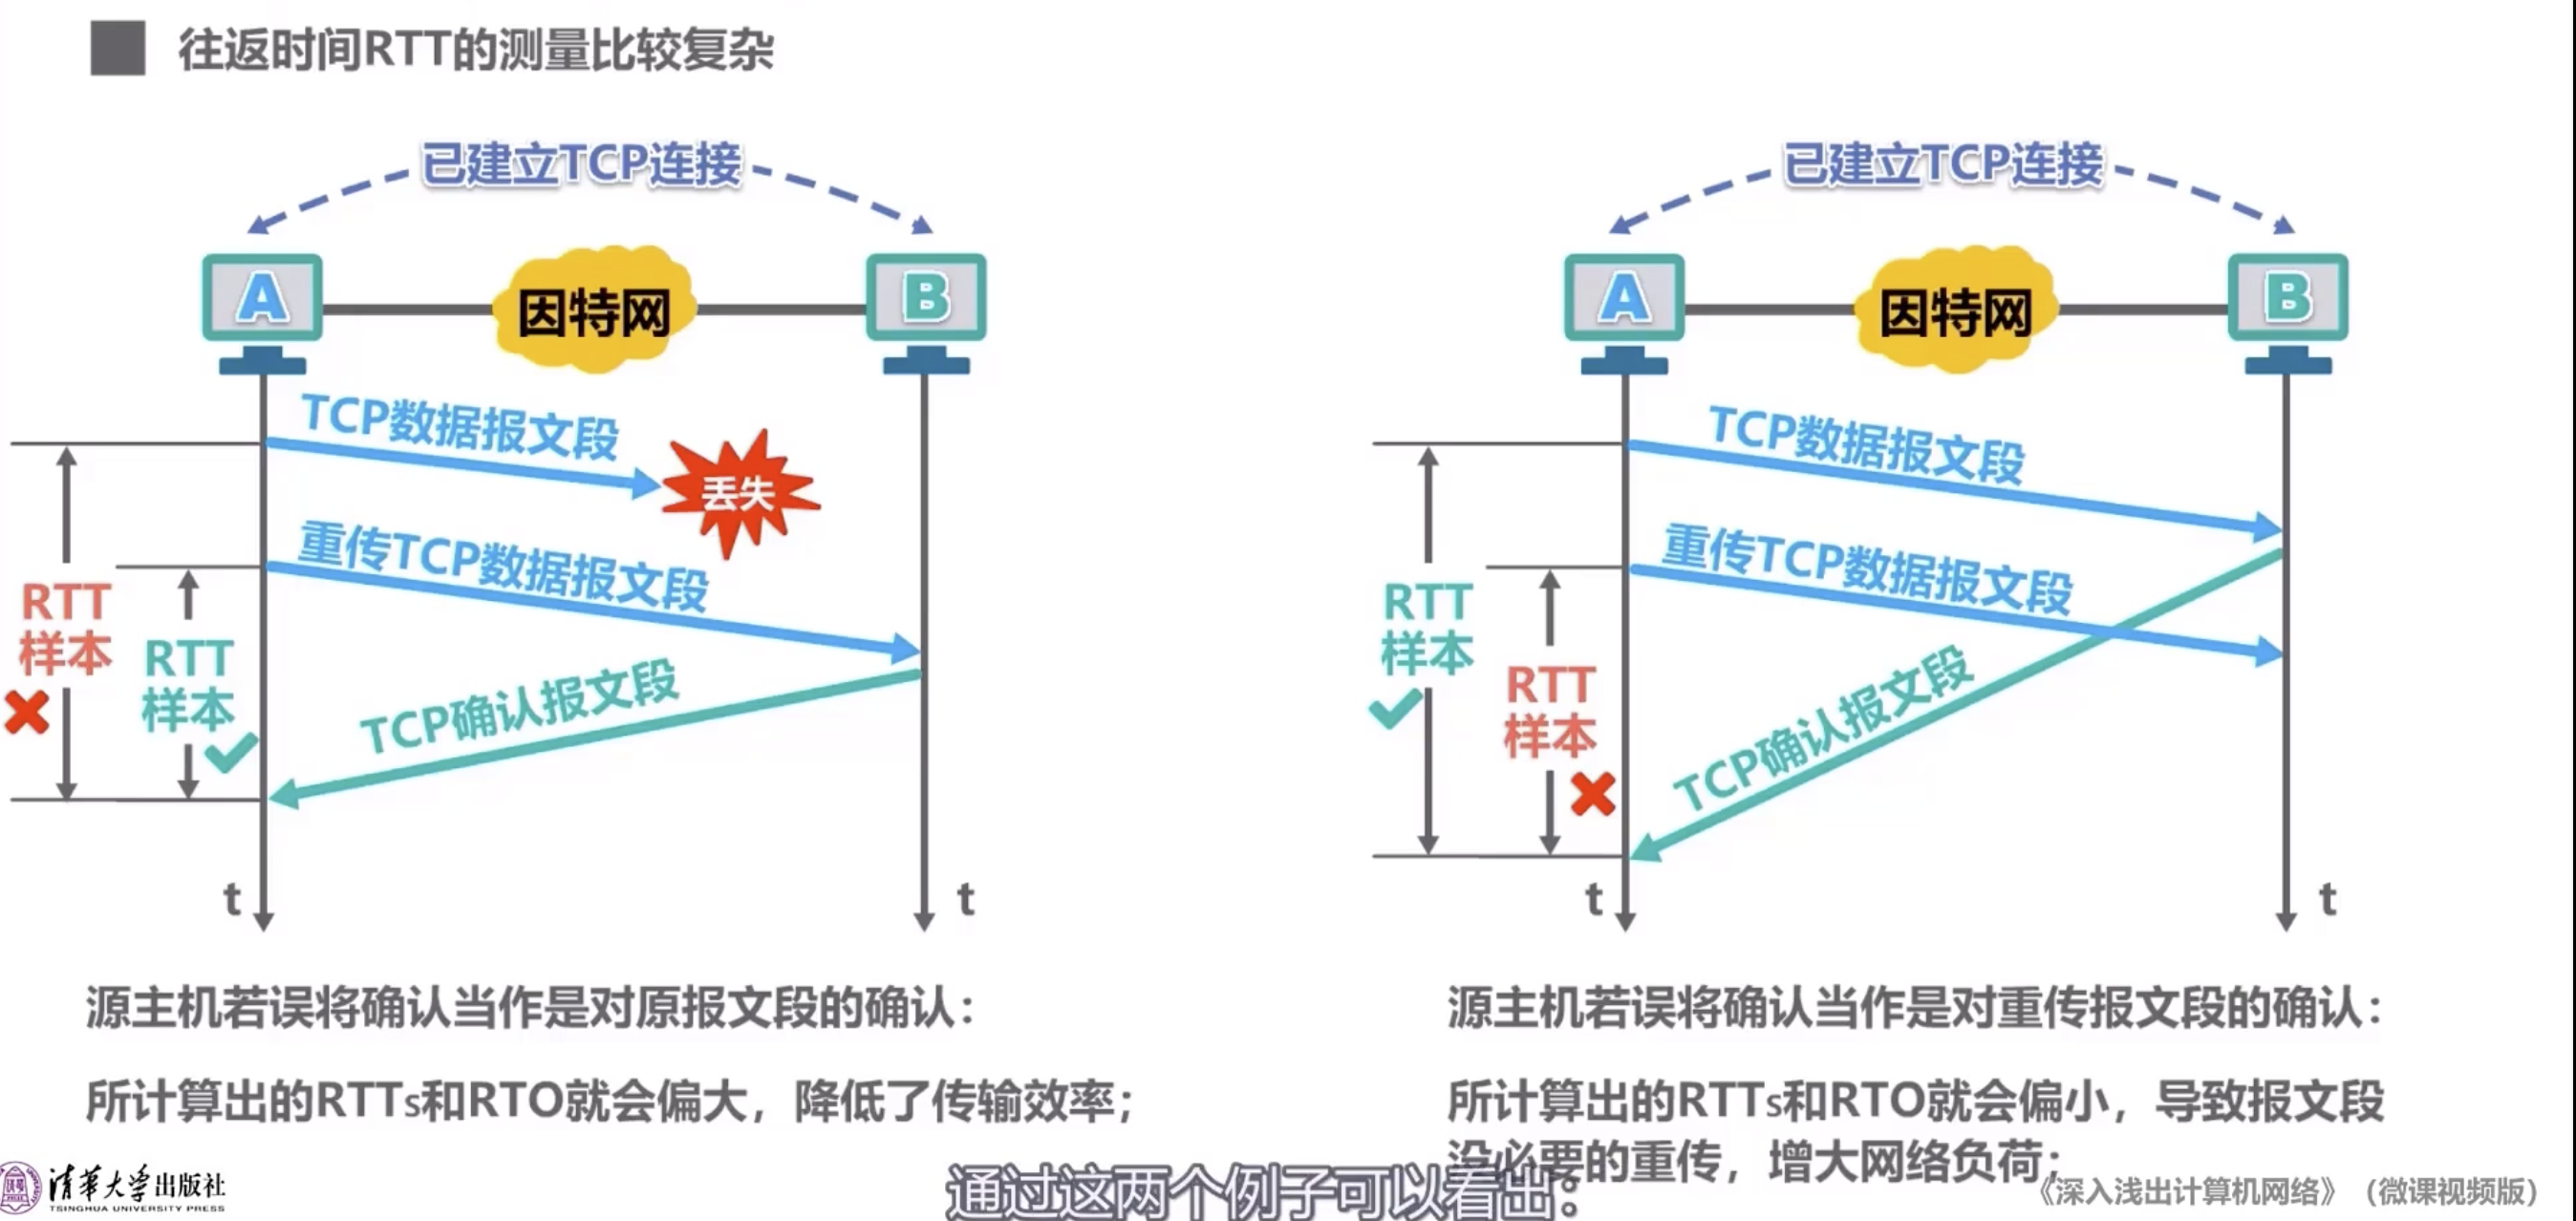 往返时间RTT的测量比较复杂
已建立TCP连接
A
因特网
B
TCP数据报文段
丢失
重传TCP数据报文段
RTT
样本
RTT
样本
TCP确认报文段
t
t
源主机若误将确认当作是对原报文段的确认：
所计算出的RTTs和RTO就会偏大，降低了传输效率；
已建立TCP连接
A
因特网
B
TCP数据报文段
重传TCP数据报文段
RTT
样本
RTT
样本
TCP确认报文段
t
t
源主机若误将确认当作是对重传报文段的确认：
所计算出的RTTs和RTO就会偏小，导致报文段
没必要的重传，增大网络负荷；
通过这两个例子可以看出：
清华大学出版社
TSINGHUA UNIVERSITY PRESS
《深入浅出计算机网络》（微课视频版）